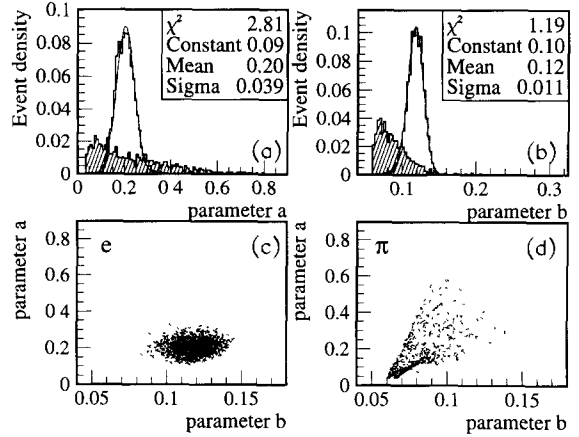 χ² 2.81
Constant 0.09
Mean 0.20
Sigma 0.039
Event density
0.1
0.08
0.06
0.04
0.02
0
(a)
0 0.2 0.4 0.6 0.8
parameter a
χ² 1.19
Constant 0.10
Mean 0.12
Sigma 0.011
Event density
0.1
0.08
0.06
0.04
0.02
0
(b)
0.1 0.2 0.3
parameter b
parameter a
0.8
0.6
0.4
0.2
0
e (c)
0.05 0.1 0.15
parameter b
parameter a
0.8
0.6
0.4
0.2
0
π (d)
0.05 0.1 0.15
parameter b